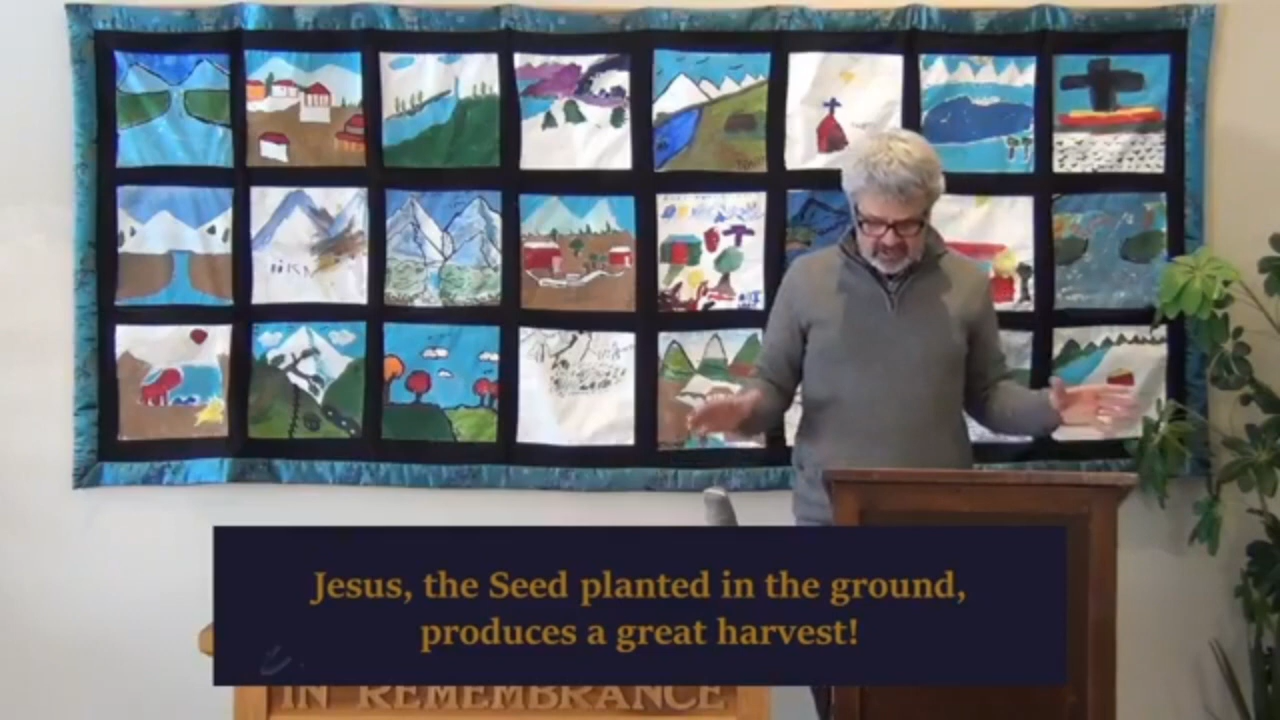 Jesus, the Seed planted in the ground,
produces a great harvest!
IN REMEMBRANCE